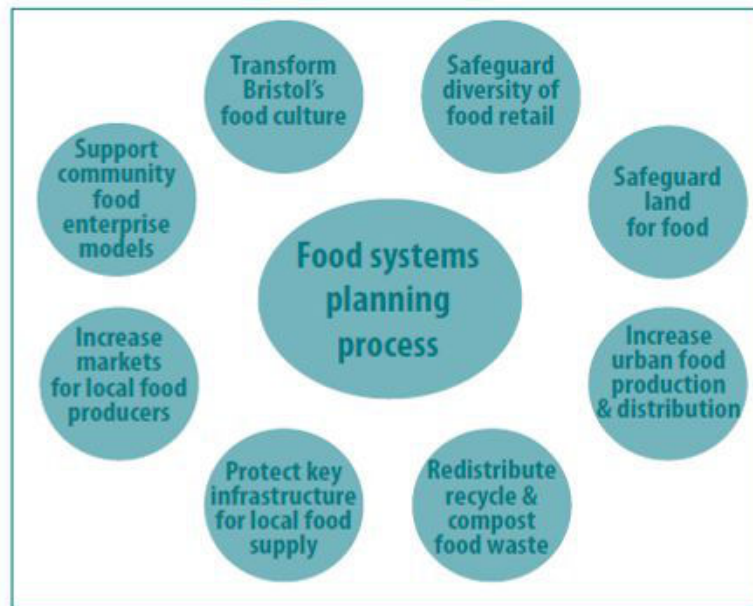 Transform
Bristol's
food culture
Safeguard
diversity of
food retail
Support
community
food
enterprise
models
Safeguard
land
for food
Food systems
planning
process
Increase
markets
for local food
producers
Increase
urban food
production
& distribution
Protect key
infrastructure
for local food
supply
Redistribute
recycle &
compost
food waste